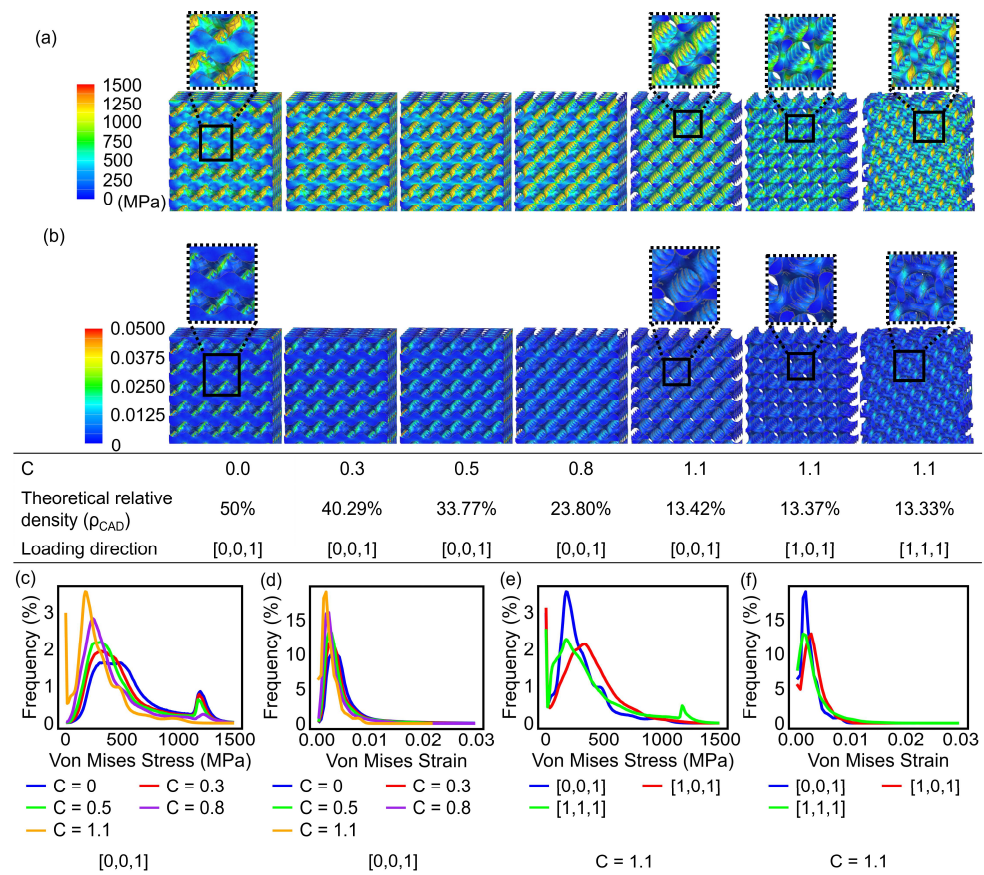 (a)
1500
1250
1000
750
500
250
0 (MPa)
(b)
0.0500
0.0375
0.0250
0.0125
0
C 0.0 0.3 0.5 0.8 1.1 1.1 1.1
Theoretical relative
density (ρCAD) 50% 40.29% 33.77% 23.80% 13.42% 13.37% 13.33%
Loading direction [0,0,1] [0,0,1] [0,0,1] [0,0,1] [0,0,1] [1,0,1] [1,1,1]
(c)
Frequency (%)
3
2
1
0
0 500 1000 1500
Von Mises Stress (MPa)
C = 0 C = 0.3
C = 0.5 C = 0.8
C = 1.1
[0,0,1]
(d)
Frequency (%)
15
10
5
0
0.00 0.01 0.02 0.03
Von Mises Strain
C = 0 C = 0.3
C = 0.5 C = 0.8
C = 1.1
[0,0,1]
(e)
Frequency (%)
3
2
1
0
0 500 1000 1500
Von Mises Stress (MPa)
[0,0,1] [1,0,1]
[1,1,1]
C = 1.1
(f)
Frequency (%)
15
10
5
0
0.00 0.01 0.02 0.03
Von Mises Strain
[0,0,1] [1,0,1]
[1,1,1]
C = 1.1